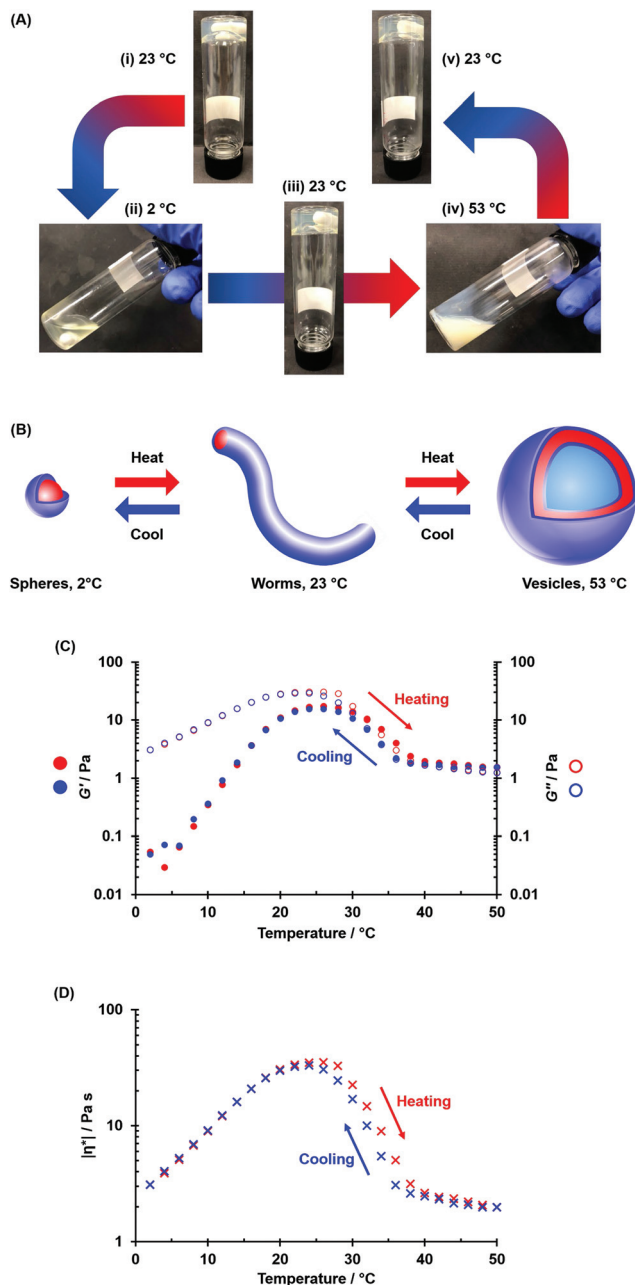 (A)
(i) 23 °C
(v) 23 °C
(iii) 23 °C
(ii) 2 °C
(iv) 53 °C
(B)
Heat
Heat
Cool
Cool
Spheres, 2°C
Worms, 23 °C
Vesicles, 53 °C
(C)
100
100
Heating
10
10
Cooling
G′ / Pa
G″ / Pa
1
1
0.1
0.1
0.01
0.01
0 10 20 30 40 50
Temperature / °C
(D)
100
Heating
|η*| / Pa s
10
Cooling
1
0 10 20 30 40 50
Temperature / °C